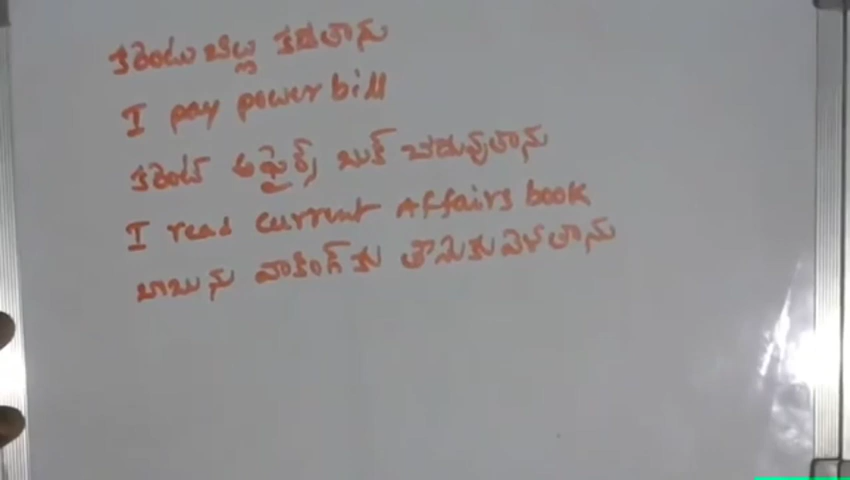 కరెంటు బిల్లు కడతాను
I pay power bill
కరెంట్ అఫైర్స్ బుక్ చదువుతాను
I read current Affairs book
బాబును వాకింగ్ కు తీసుకువెళతాను